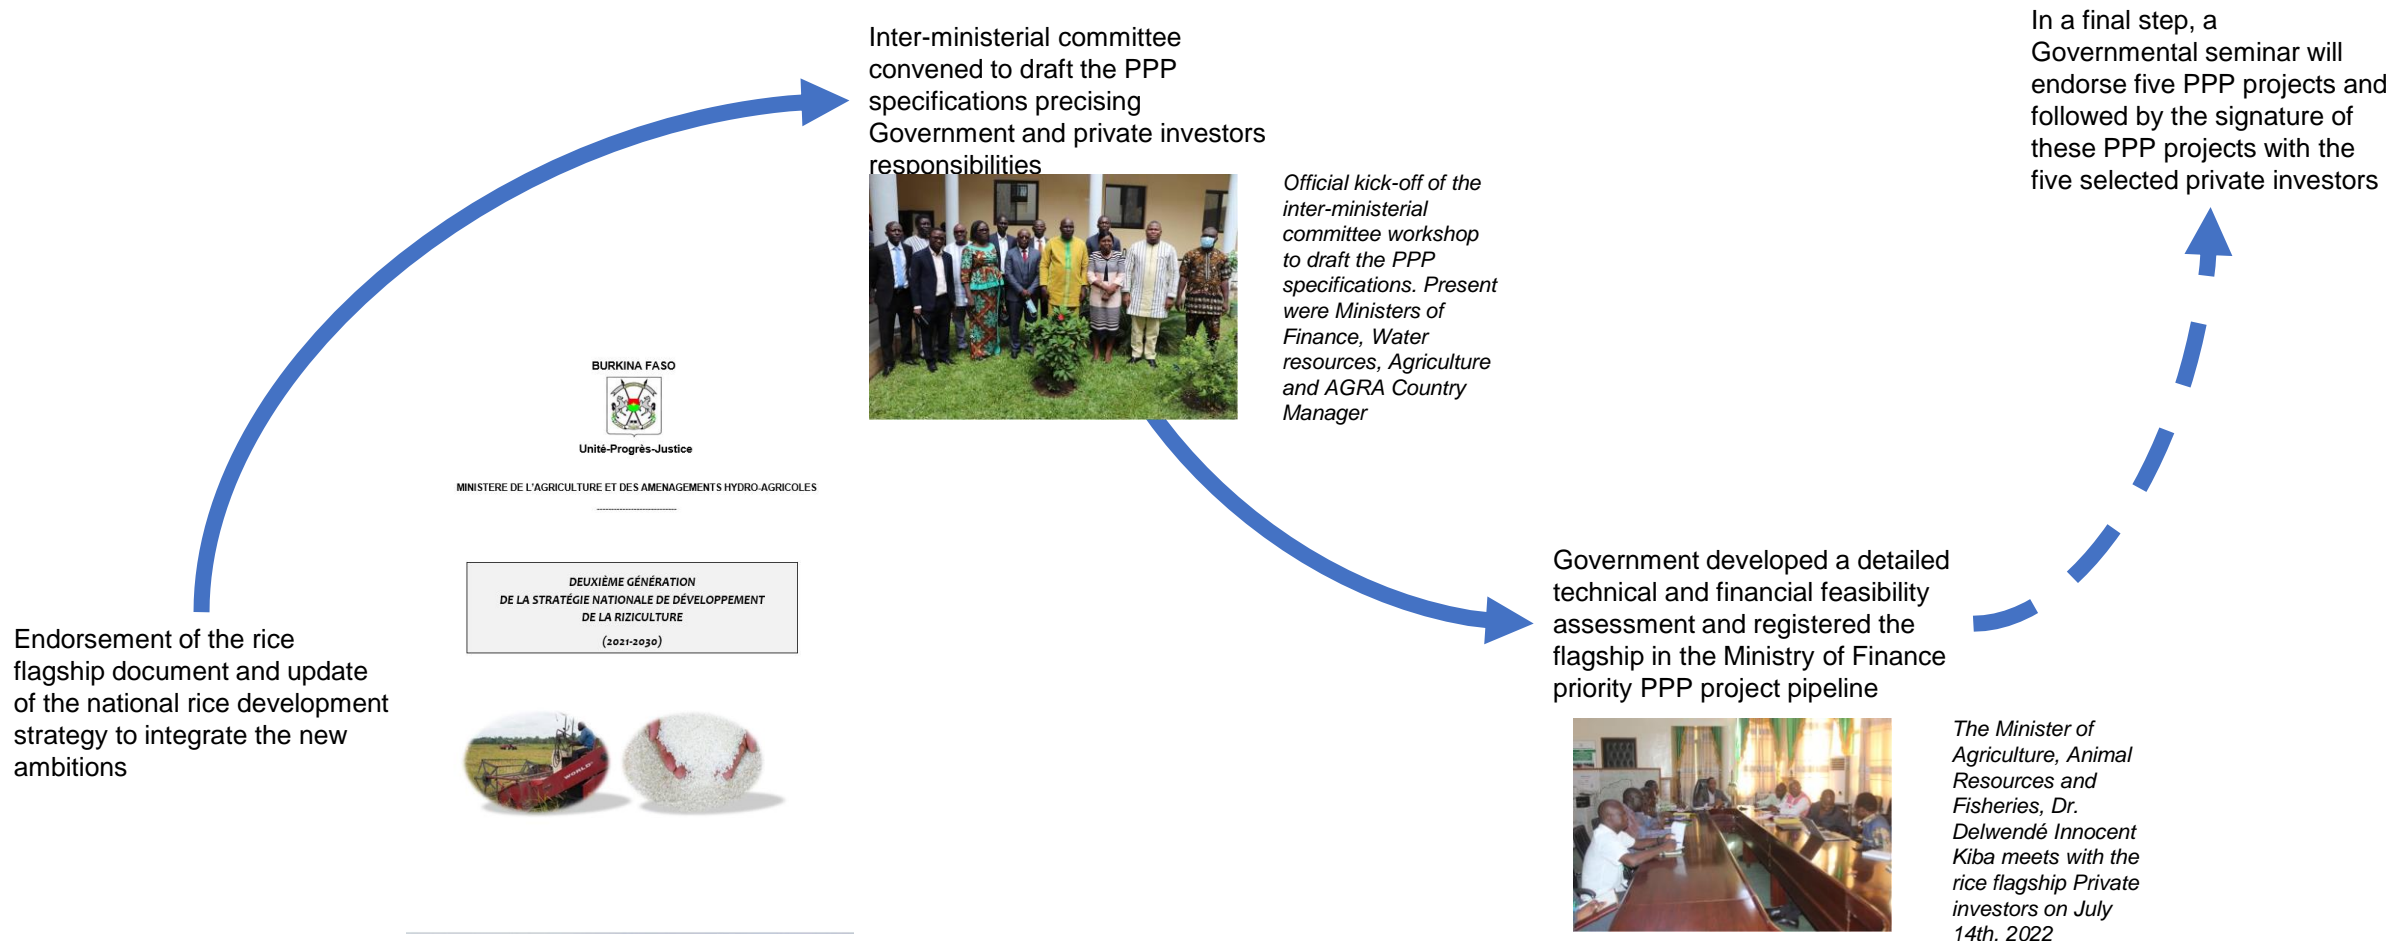 Endorsement of the rice
flagship document and update
of the national rice development
strategy to integrate the new
ambitions
BURKINA FASO
Unité-Progrès-Justice
MINISTERE DE L'AGRICULTURE ET DES AMENAGEMENTS HYDRO-AGRICOLES
----------------------------
DEUXIÈME GÉNÉRATION
DE LA STRATÉGIE NATIONALE DE DÉVELOPPEMENT
DE LA RIZICULTURE
(2021-2030)
WORLD
Inter-ministerial committee
convened to draft the PPP
specifications precising
Government and private investors
responsibilities
Official kick-off of the
inter-ministerial
committee workshop
to draft the PPP
specifications. Present
were Ministers of
Finance, Water
resources, Agriculture
and AGRA Country
Manager
Government developed a detailed
technical and financial feasibility
assessment and registered the
flagship in the Ministry of Finance
priority PPP project pipeline
The Minister of
Agriculture, Animal
Resources and
Fisheries, Dr.
Delwendé Innocent
Kiba meets with the
rice flagship Private
investors on July
14th, 2022
In a final step, a
Governmental seminar will
endorse five PPP projects and
followed by the signature of
these PPP projects with the
five selected private investors